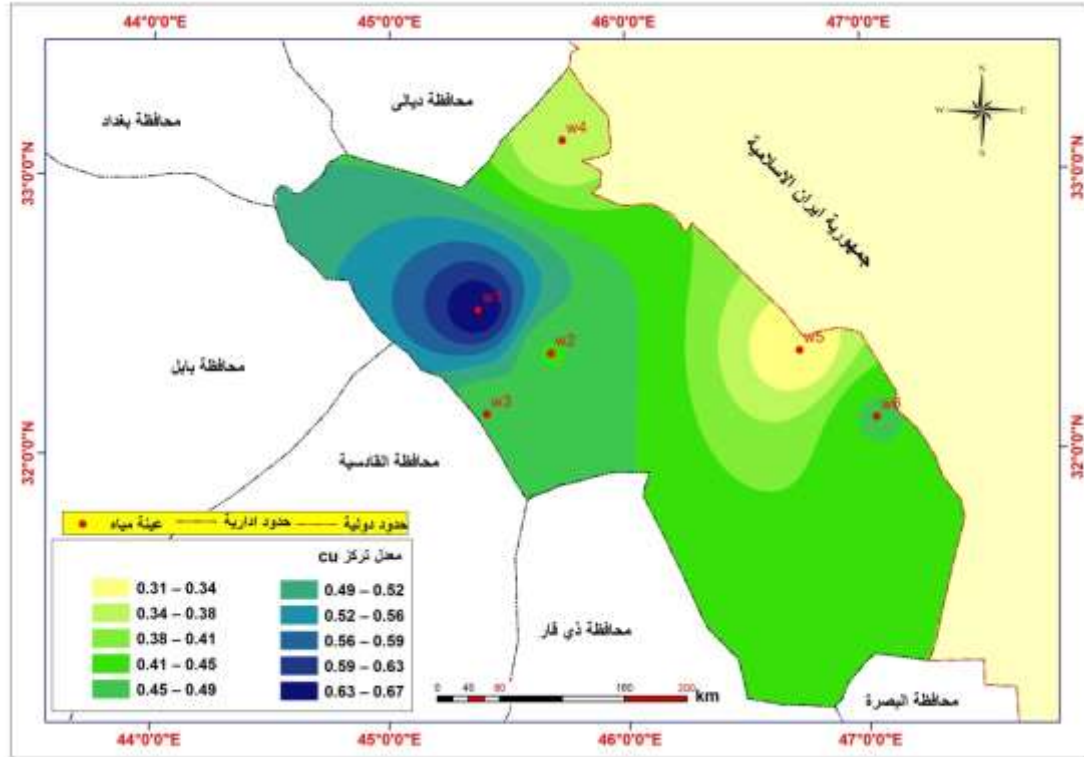 44°0'0"E 45°0'0"E 46°0'0"E 47°0'0"E
N
W E
S
33°0'0"N
33°0'0"N
32°0'0"N
32°0'0"N
محافظة بغداد
محافظة ديالى
جمهورية ايران الاسلامية
محافظة بابل
محافظة القادسية
محافظة ذي قار
محافظة البصرة
w4
w1
w2
w3
w5
w6
عينة مياه حدود ادارية حدود دولية
معدل تركز cu
0.31 – 0.34
0.34 – 0.38
0.38 – 0.41
0.41 – 0.45
0.45 – 0.49
0.49 – 0.52
0.52 – 0.56
0.56 – 0.59
0.59 – 0.63
0.63 – 0.67
0 40 80 160 200 km
44°0'0"E 45°0'0"E 46°0'0"E 47°0'0"E